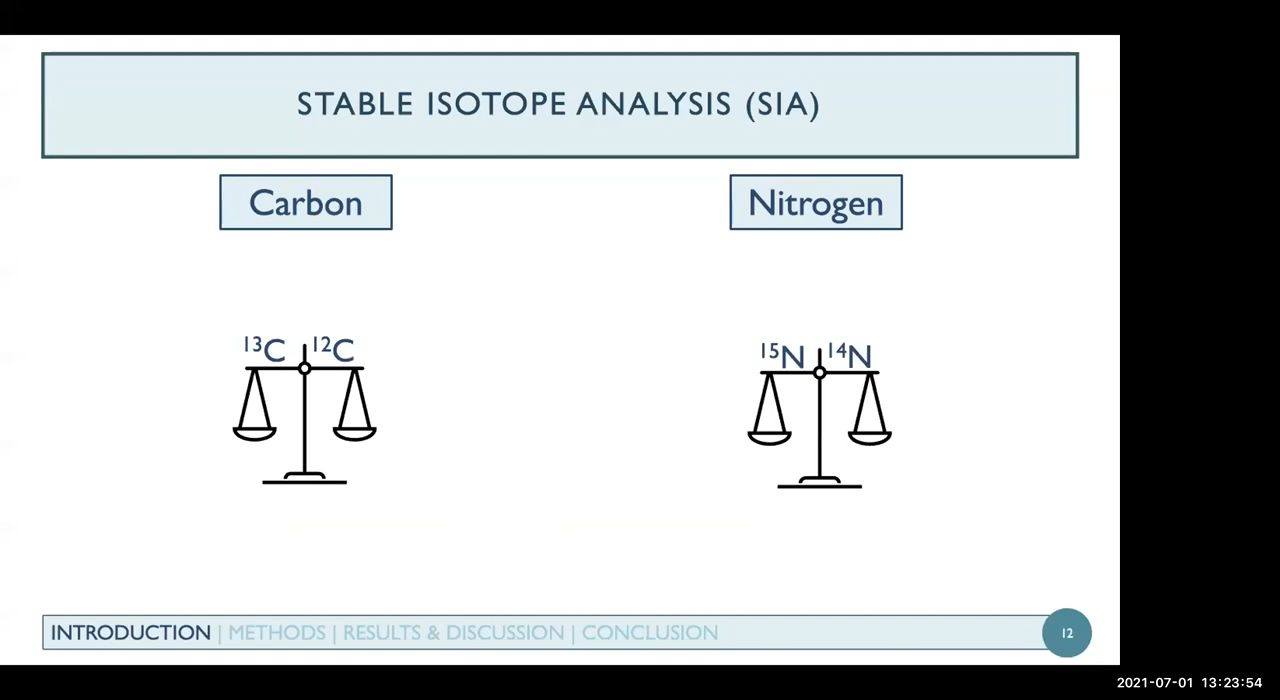 STABLE ISOTOPE ANALYSIS (SIA)
Carbon
Nitrogen
¹³C ¹²C
¹⁵N ¹⁴N
INTRODUCTION | METHODS | RESULTS & DISCUSSION | CONCLUSION
12
2021-07-01 13:23:54